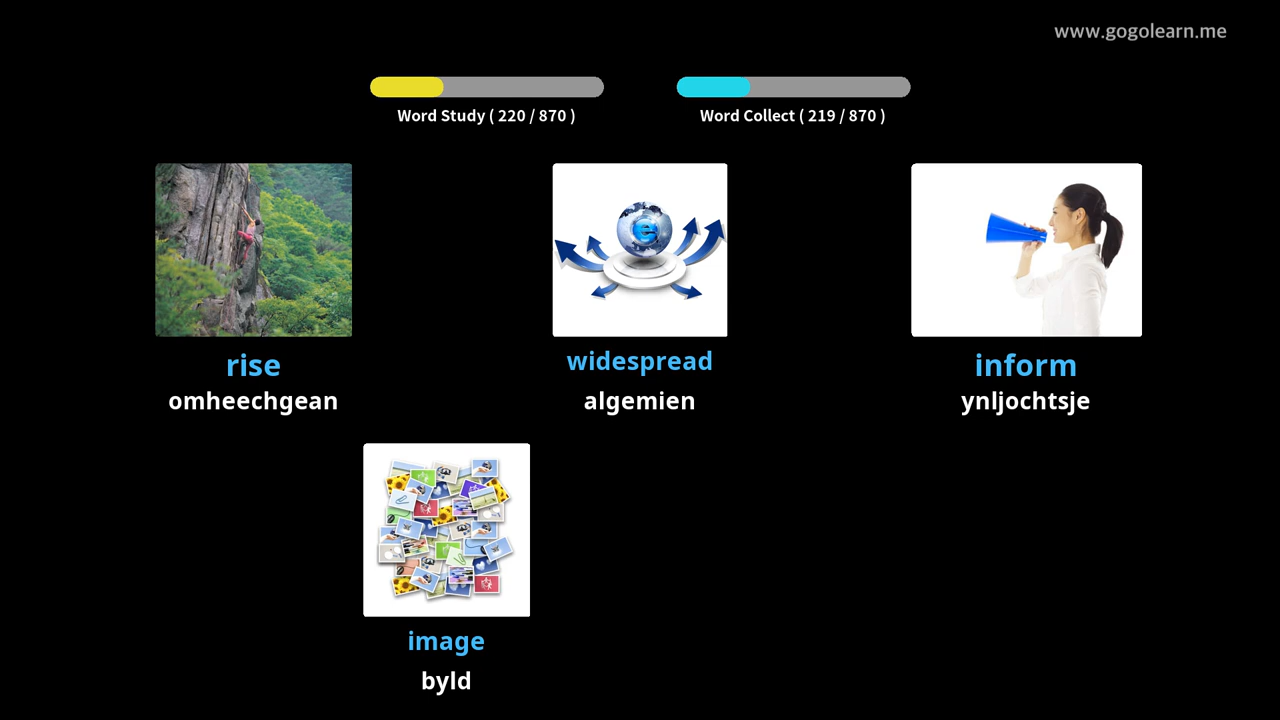 www.gogolearn.me
Word Study ( 220 / 870 )
Word Collect ( 219 / 870 )
e
rise
widespread
inform
omheechgean
algemien
ynljochtsje
image
byld